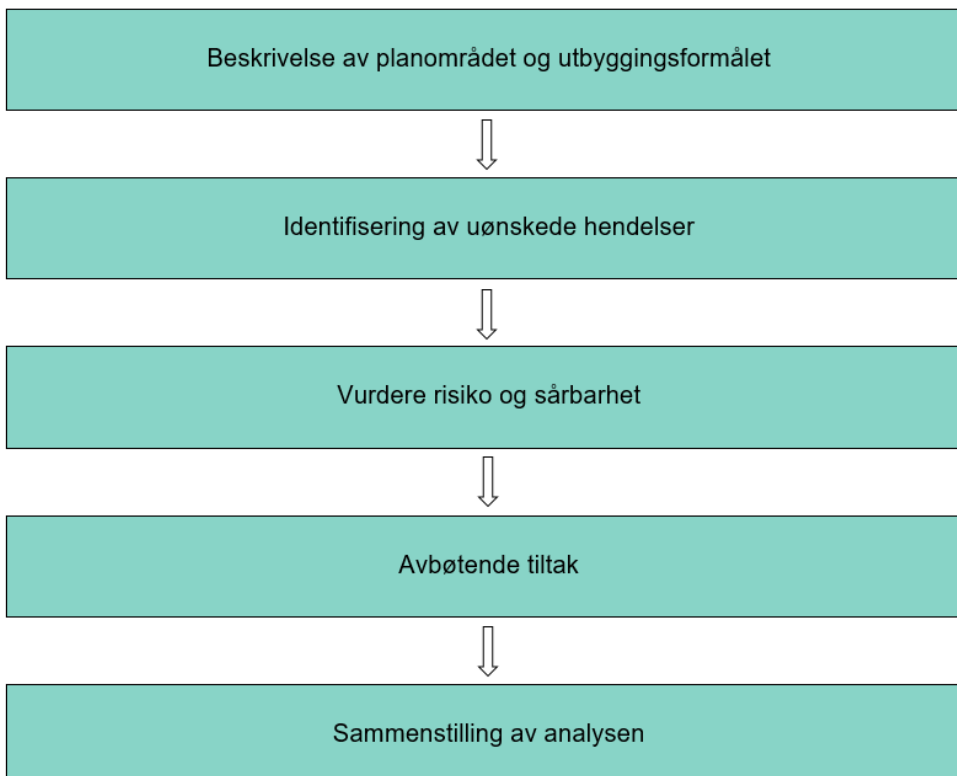 Beskrivelse av planområdet og utbyggingsformålet
Identifisering av uønskede hendelser
Vurdere risiko og sårbarhet
Avbøtende tiltak
Sammenstilling av analysen